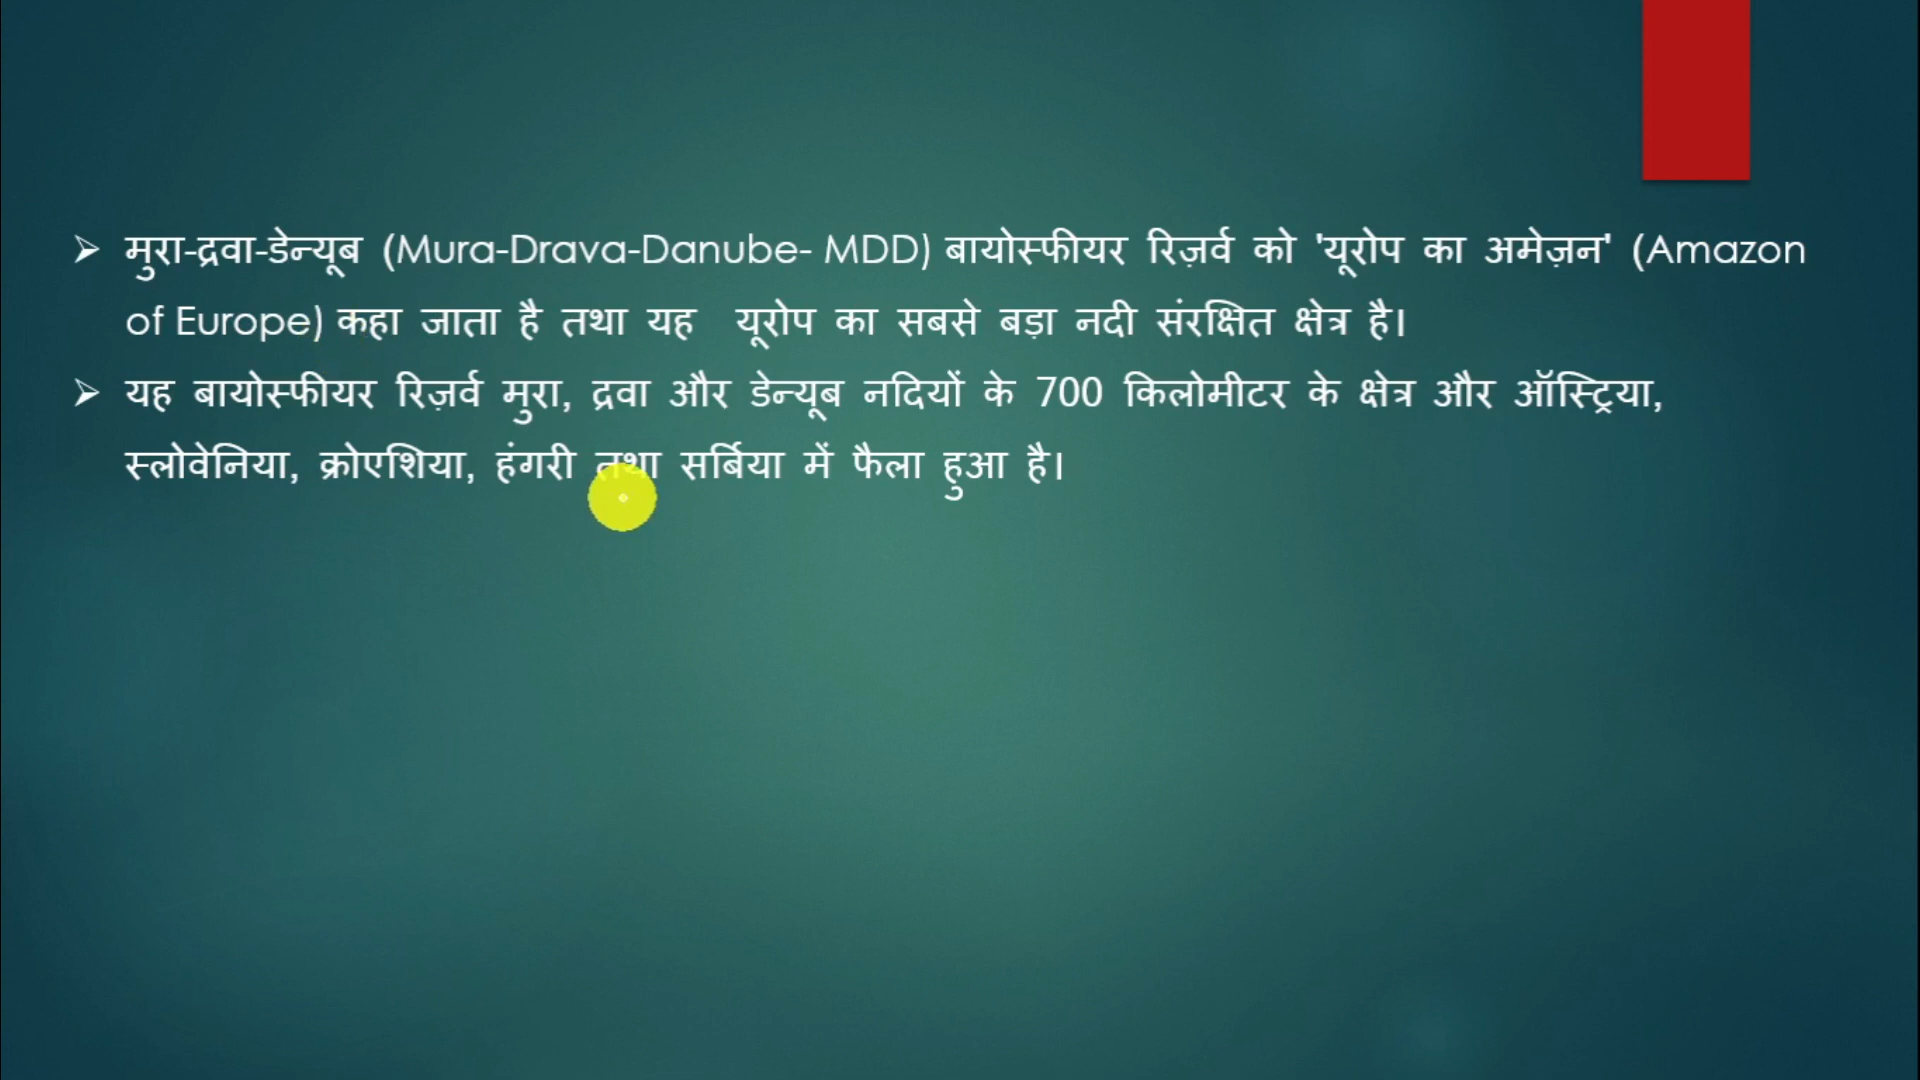 ➢ मुरा-द्रवा-डेन्यूब (Mura-Drava-Danube- MDD) बायोस्फीयर रिज़र्व को 'यूरोप का अमेज़न' (Amazon
of Europe) कहा जाता है तथा यह यूरोप का सबसे बड़ा नदी संरक्षित क्षेत्र है।
➢ यह बायोस्फीयर रिज़र्व मुरा, द्रवा और डेन्यूब नदियों के 700 किलोमीटर के क्षेत्र और ऑस्ट्रिया,
स्लोवेनिया, क्रोएशिया, हंगरी तथा सर्बिया में फैला हुआ है।